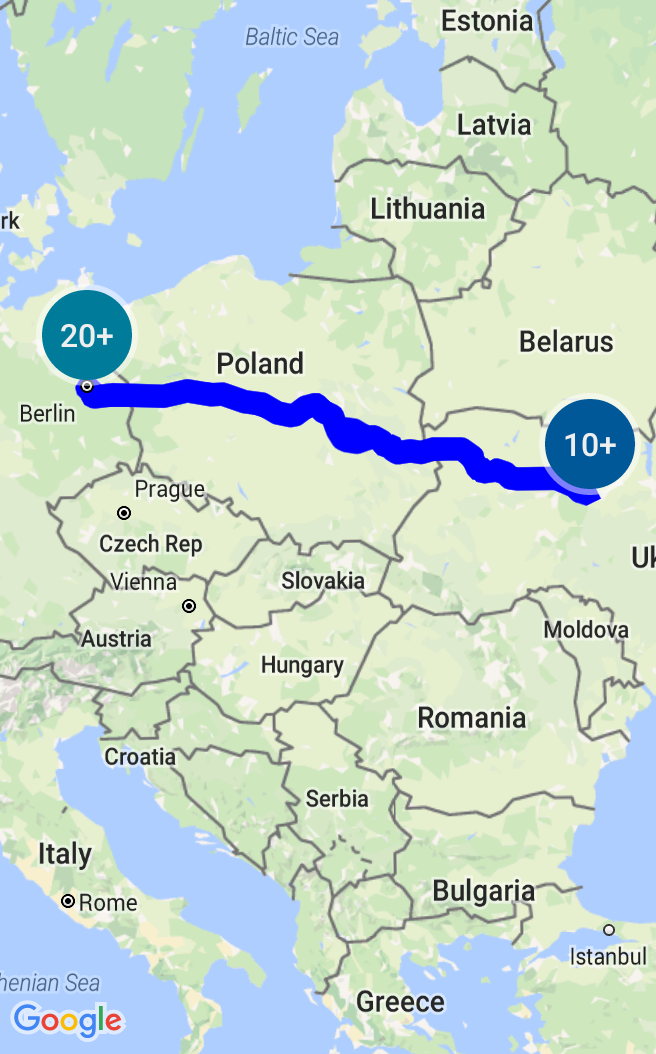 Estonia
Baltic Sea
Latvia
Lithuania
rk
20+
Belarus
Poland
Berlin
10+
Prague
Czech Rep
Uk
Vienna
Slovakia
Moldova
Austria
Hungary
Romania
Croatia
Serbia
Italy
Bulgaria
Rome
Istanbul
henian Sea
Greece
Google